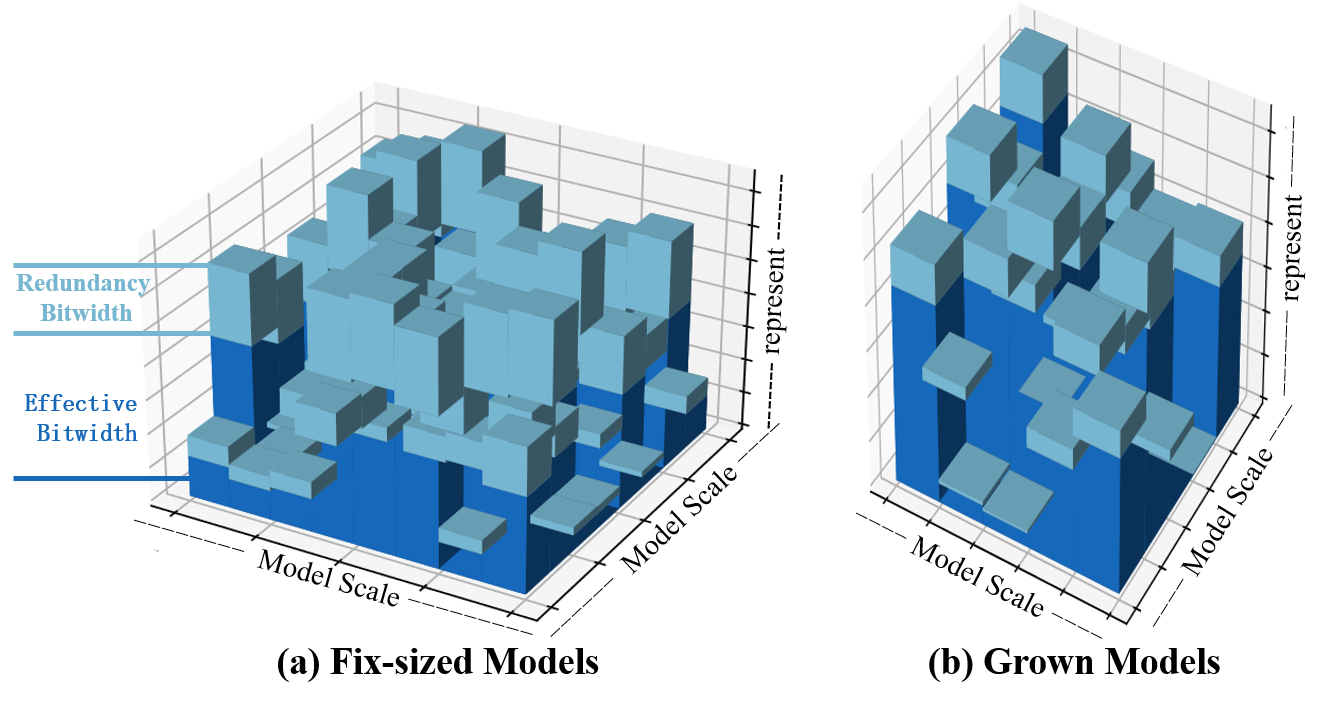 Redundancy
Bitwidth
Effective
Bitwidth
represent
Model Scale
Model Scale
(a) Fix-sized Models
represent
Model Scale
Model Scale
(b) Grown Models